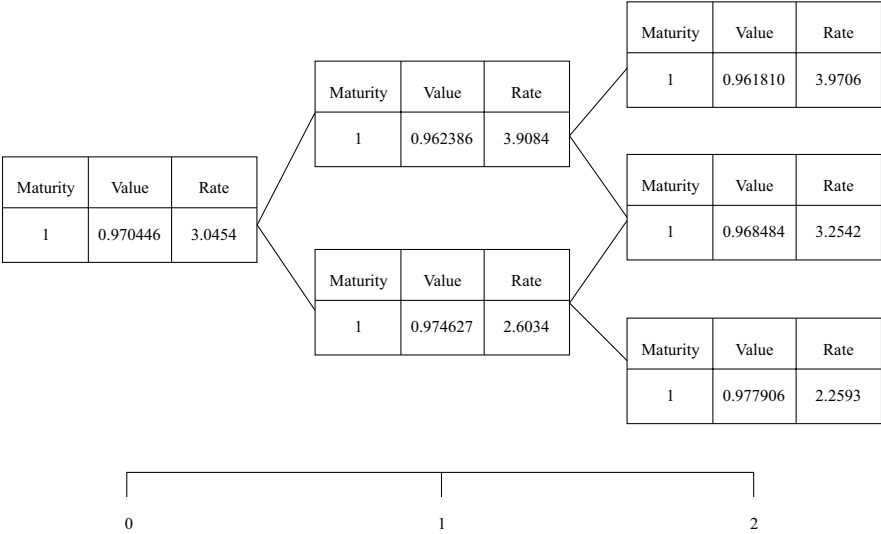 Maturity Value Rate
1 0.970446 3.0454
Maturity Value Rate
1 0.962386 3.9084
Maturity Value Rate
1 0.974627 2.6034
Maturity Value Rate
1 0.961810 3.9706
Maturity Value Rate
1 0.968484 3.2542
Maturity Value Rate
1 0.977906 2.2593
0 1 2